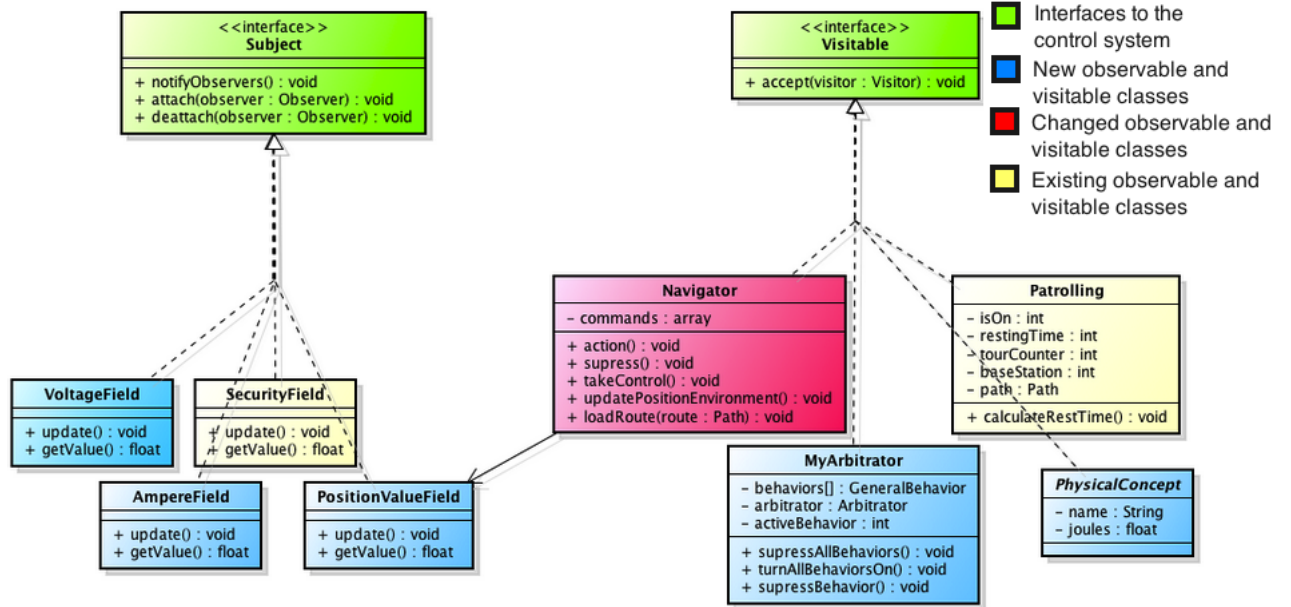 <<interface>>
Subject
+ notifyObservers() : void
+ attach(observer : Observer) : void
+ deattach(observer : Observer) : void
<<interface>>
Visitable
+ accept(visitor : Visitor) : void
Interfaces to the
control system
New observable and
visitable classes
Changed observable and
visitable classes
Existing observable and
visitable classes
Navigator
- commands : array
+ action() : void
+ supress() : void
+ takeControl() : void
+ updatePositionEnvironment() : void
+ loadRoute(route : Path) : void
Patrolling
- isOn : int
- restingTime : int
- tourCounter : int
- baseStation : int
- path : Path
+ calculateRestTime() : void
VoltageField
+ update() : void
+ getValue() : float
SecurityField
+ update() : void
+ getValue() : float
AmpereField
+ update() : void
+ getValue() : float
PositionValueField
+ update() : void
+ getValue() : float
MyArbitrator
- behaviors[] : GeneralBehavior
- arbitrator : Arbitrator
- activeBehavior : int
+ supressAllBehaviors() : void
+ turnAllBehaviorsOn() : void
+ supressBehavior() : void
PhysicalConcept
- name : String
- joules : float